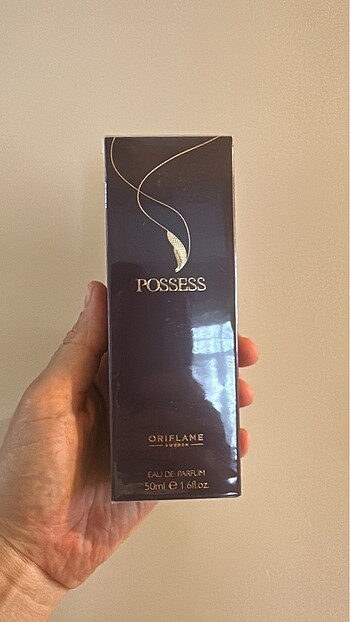 POSSESS
ORIFLAME
SWEDEN
EAU DE PARFUM
50ml ℮ 1.6fl.oz.